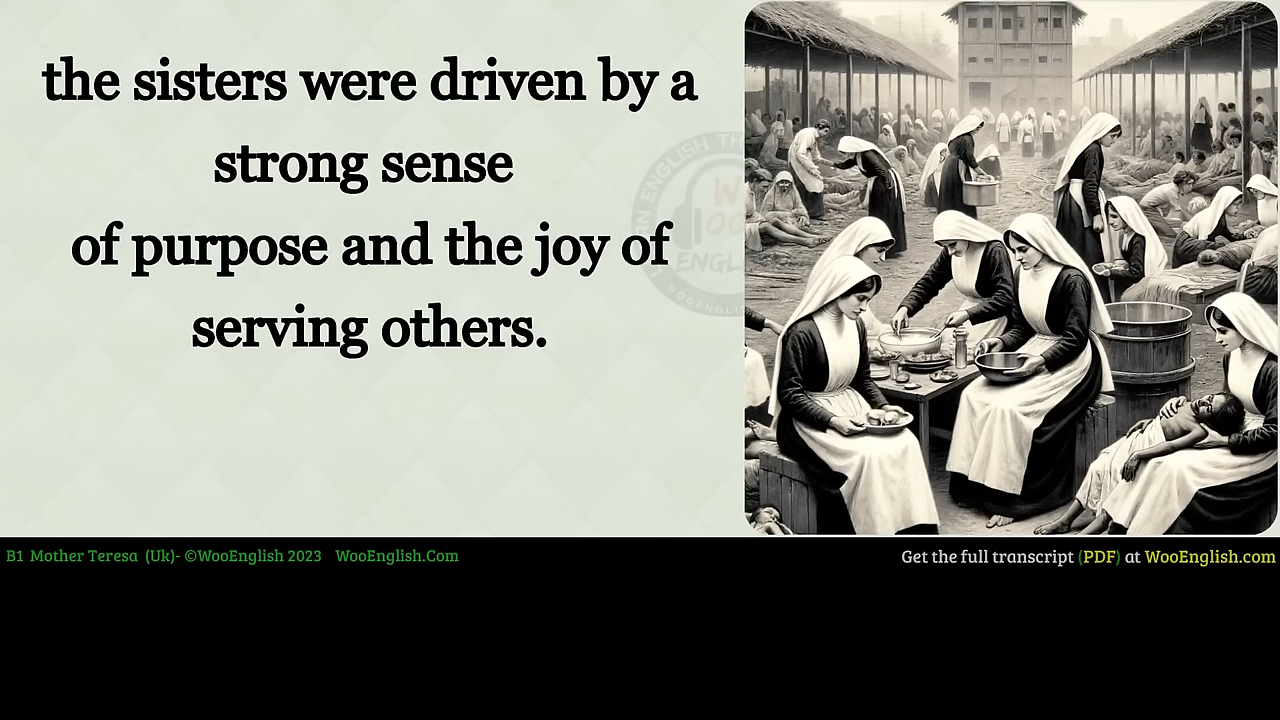 the sisters were driven by a
strong sense
of purpose and the joy of
serving others.
B1 Mother Teresa (Uk)- ©WooEnglish 2023 WooEnglish.Com
Get the full transcript (PDF) at WooEnglish.com